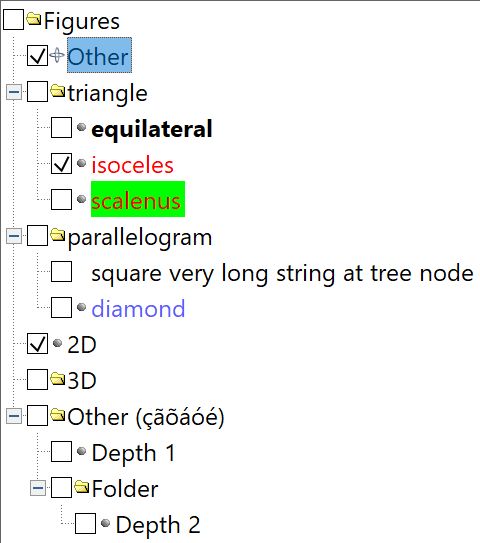 Figures
Other
triangle
equilateral
isoceles
scalenus
parallelogram
square very long string at tree node
diamond
2D
3D
Other (çãõáóé)
Depth 1
Folder
Depth 2